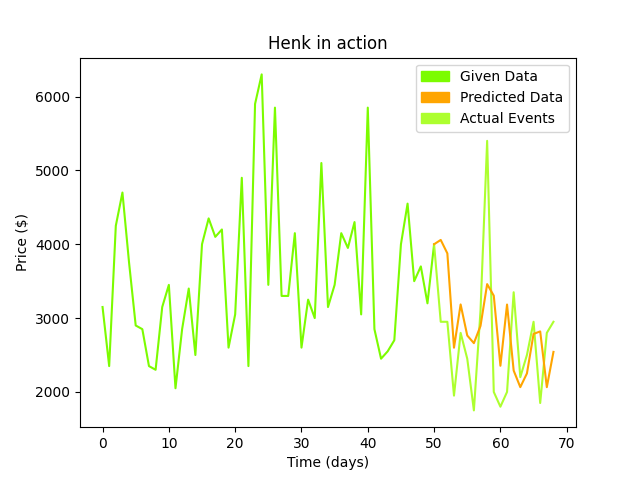 Henk in action
Given Data
Predicted Data
Actual Events
Price ($)
6000
5000
4000
3000
2000
0 10 20 30 40 50 60 70
Time (days)